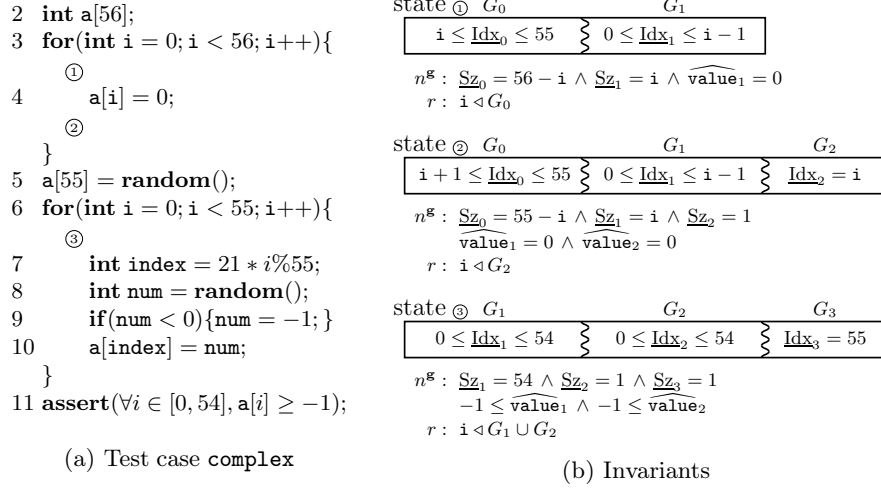 2 int a[56];
3 for(int i = 0; i < 56; i++){
①
4 a[i] = 0;
②
}
5 a[55] = random();
6 for(int i = 0; i < 55; i++){
③
7 int index = 21 * i%55;
8 int num = random();
9 if(num < 0){num = −1; }
10 a[index] = num;
}
11 assert(∀i ∈ [0, 54], a[i] ≥ −1);
(a) Test case complex
state ① G₀ G₁
i ≤ Idx₀ ≤ 55 0 ≤ Idx₁ ≤ i − 1
n^g : Sz₀ = 56 − i ∧ Sz₁ = i ∧ value₁ = 0
r : i ◁ G₀
state ② G₀ G₁ G₂
i + 1 ≤ Idx₀ ≤ 55 0 ≤ Idx₁ ≤ i − 1 Idx₂ = i
n^g : Sz₀ = 55 − i ∧ Sz₁ = i ∧ Sz₂ = 1
value₁ = 0 ∧ value₂ = 0
r : i ◁ G₂
state ③ G₁ G₂ G₃
0 ≤ Idx₁ ≤ 54 0 ≤ Idx₂ ≤ 54 Idx₃ = 55
n^g : Sz₁ = 54 ∧ Sz₂ = 1 ∧ Sz₃ = 1
−1 ≤ value₁ ∧ −1 ≤ value₂
r : i ◁ G₁ ∪ G₂
(b) Invariants